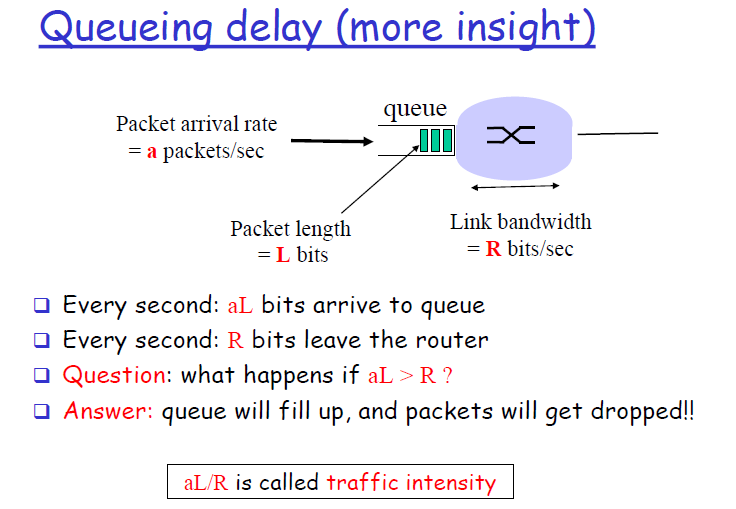 Queueing delay (more insight)
queue
Packet arrival rate
= a packets/sec
Packet length
= L bits
Link bandwidth
= R bits/sec
Every second: aL bits arrive to queue
Every second: R bits leave the router
Question: what happens if aL > R ?
Answer: queue will fill up, and packets will get dropped!!
aL/R is called traffic intensity